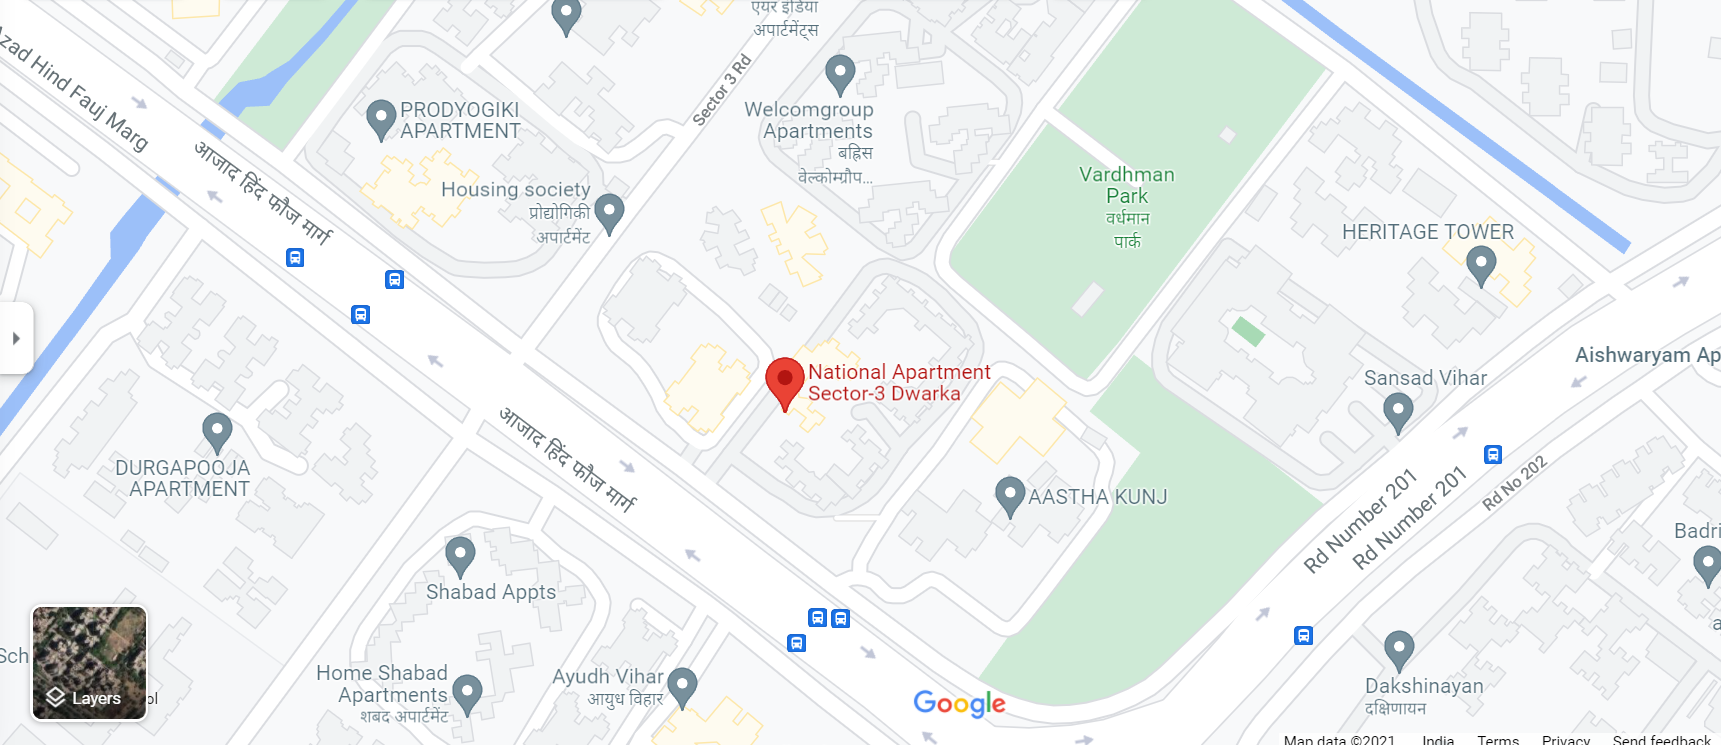 एयर इंडिया
अपार्टमेंट्स
Azad Hind Fauj Marg
Sector 3 Rd
PRODYOGIKI
APARTMENT
Welcomgroup
Apartments
बह्रिस
वेल्कोम्ग्रौप...
आजाद हिंद फौज मार्ग
Housing society
प्रोद्योगिकी
अपार्टमेंट
Vardhman
Park
वर्धमान
पार्क
HERITAGE TOWER
Aishwaryam Ap
National Apartment
Sector-3 Dwarka
Sansad Vihar
आजाद हिंद फौज मार्ग
DURGAPOOJA
APARTMENT
AASTHA KUNJ
Rd Number 201
Rd Number 201
Rd No 202
Badri
Shabad Appts
Sch
Home Shabad
Apartments
शबद अपार्टमेंट
Ayudh Vihar
आयुध विहार
Dakshinayan
दक्षिणायन
Layers
ol
Google
Map data ©2021 India Terms Privacy Send feedback